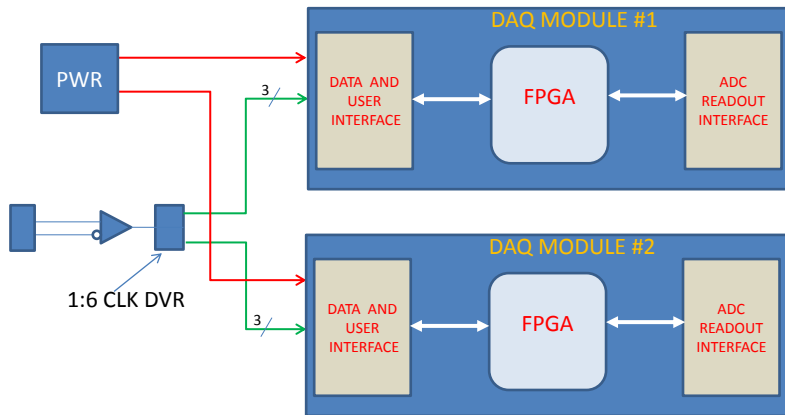 DAQ MODULE #1
PWR
DATA AND
USER
INTERFACE
FPGA
ADC
READOUT
INTERFACE
3
DAQ MODULE #2
1:6 CLK DVR
3
DATA AND
USER
INTERFACE
FPGA
ADC
READOUT
INTERFACE